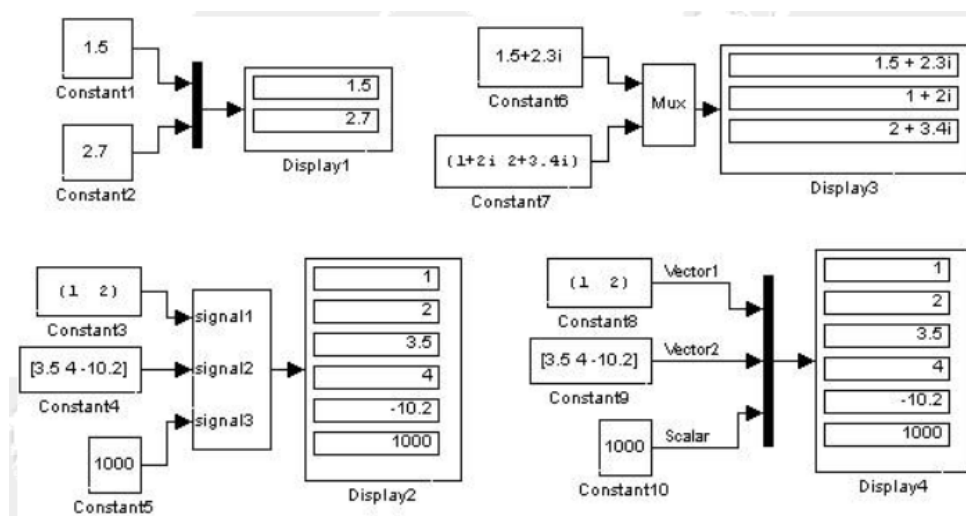 1.5
Constant1
2.7
Constant2
1.5
2.7
Display1
1.5+2.3i
Constant6
(1+2i 2+3.4i)
Constant7
Mux
1.5 + 2.3i
1 + 2i
2 + 3.4i
Display3
(1 2)
Constant3
[3.5 4 -10.2]
Constant4
1000
Constant5
signal1
signal2
signal3
1
2
3.5
4
-10.2
1000
Display2
(1 2)
Constant8
[3.5 4 -10.2]
Constant9
1000
Constant10
Vector1
Vector2
Scalar
1
2
3.5
4
-10.2
1000
Display4